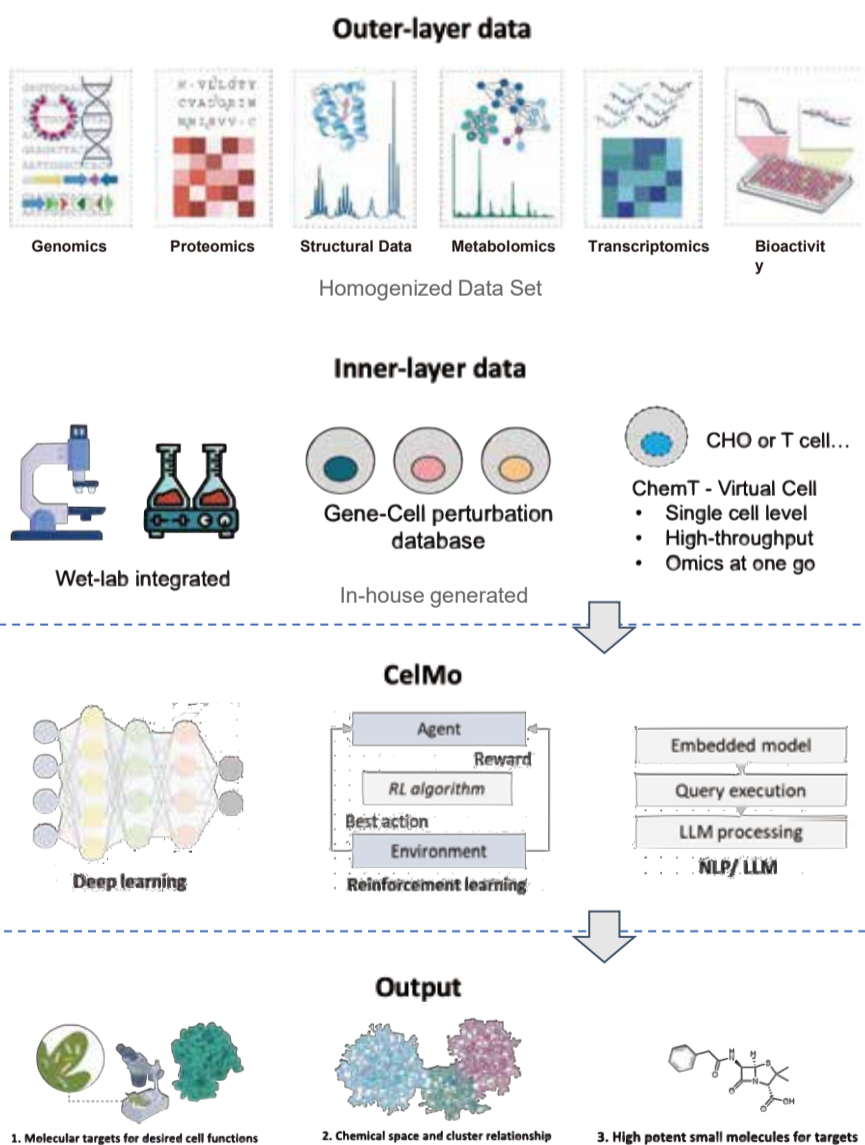 Outer-layer data
Genomics
Proteomics
Structural Data
Metabolomics
Transcriptomics
Bioactivit
y
Homogenized Data Set
Inner-layer data
Wet-lab integrated
Gene-Cell perturbation
database
CHO or T cell...
ChemT - Virtual Cell
• Single cell level
• High-throughput
• Omics at one go
In-house generated
CelMo
Deep learning
Agent
Reward
RL algorithm
Best action
Environment
Reinforcement learning
Embedded model
Query execution
LLM processing
NLP/ LLM
Output
1. Molecular targets for desired cell functions
2. Chemical space and cluster relationship
3. High potent small molecules for targets